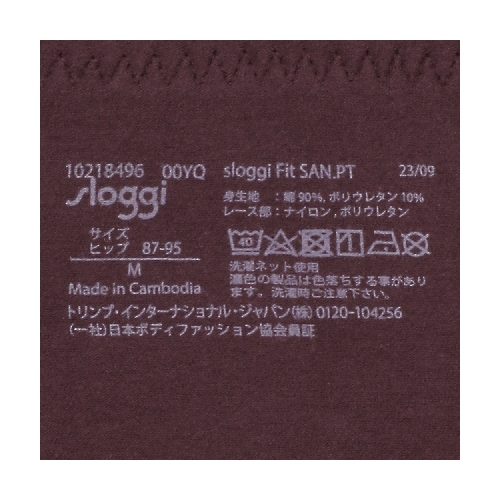 10218496 00YQ sloggi Fit SAN.PT 23/09
sloggi
身生地 : 綿 90%, ポリウレタン 10%
レース部 : ナイロン, ポリウレタン
サイズ
ヒップ 87-95
M
Made in Cambodia
40
洗濯ネット使用
濃色の製品は色落ちする事があり
ます。洗濯時ご注意下さい。
トリンプ・インターナショナル・ジャパン(株) 0120-104256
(一社)日本ボディファッション協会員証